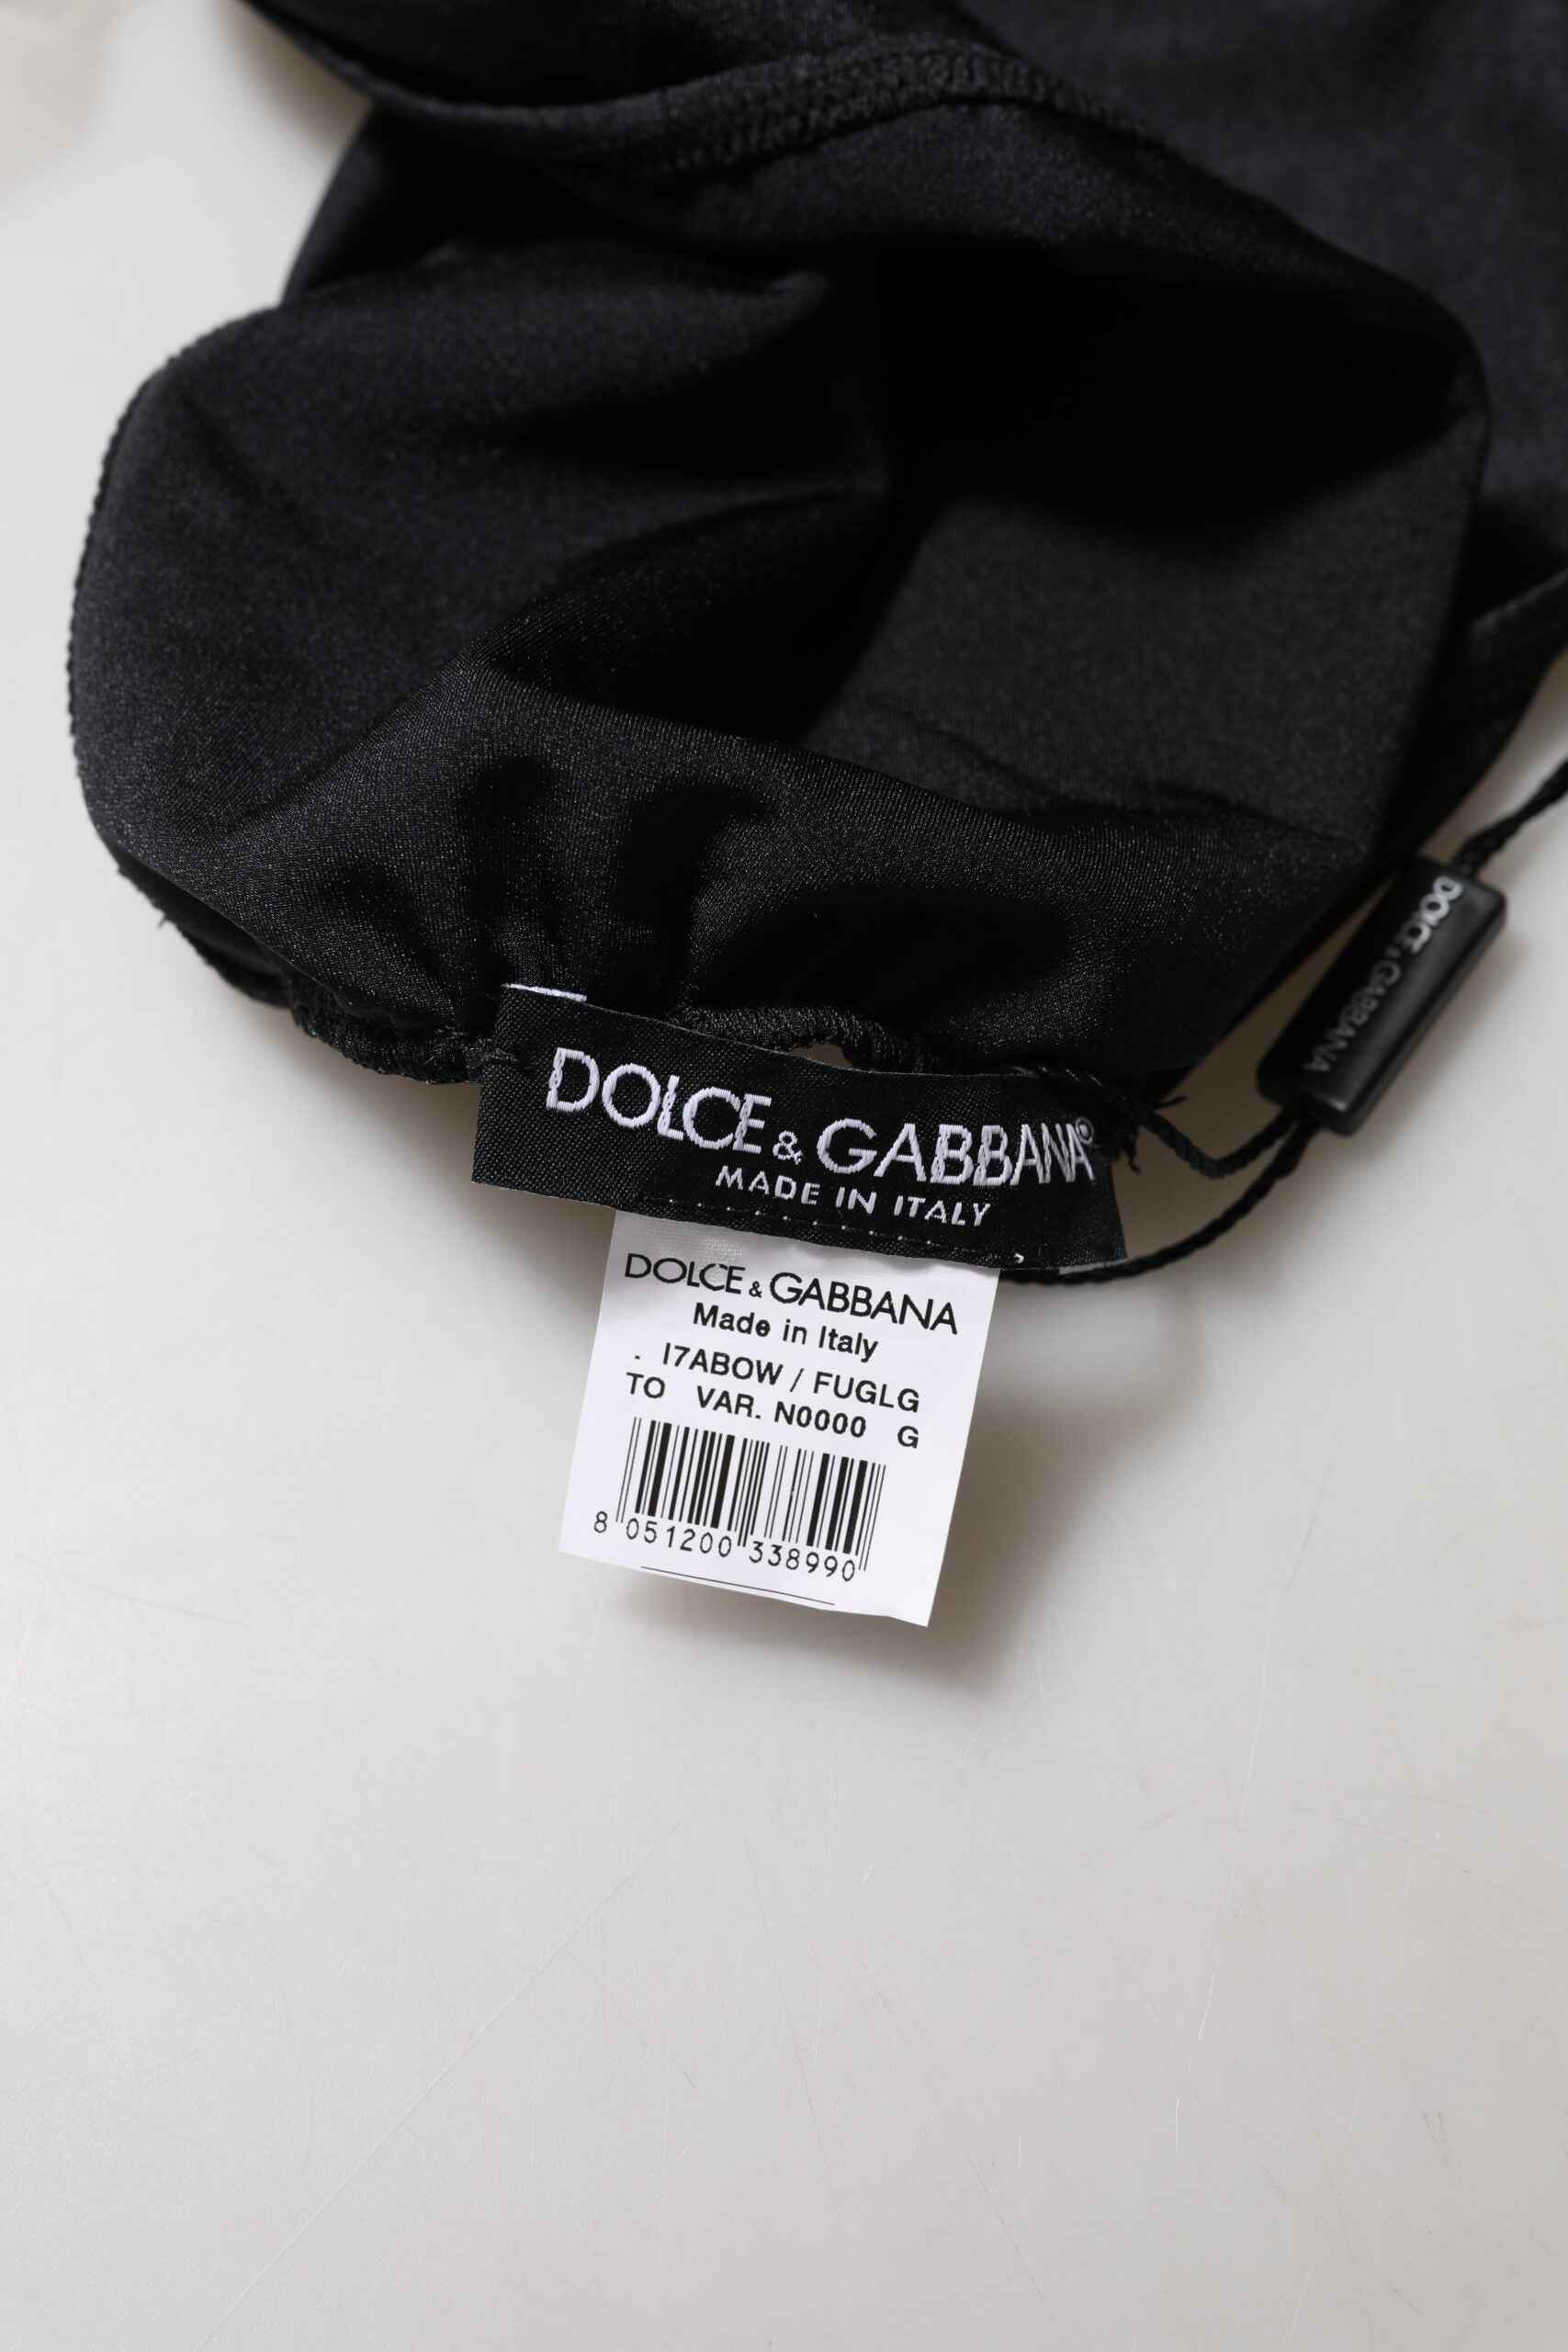 DOLCE & GABBANA
DOLCE & GABBANA®
MADE IN ITALY
DOLCE & GABBANA
Made in Italy
. I7ABOW / FUGLG
TO VAR. N0000 G
8 051200 338990